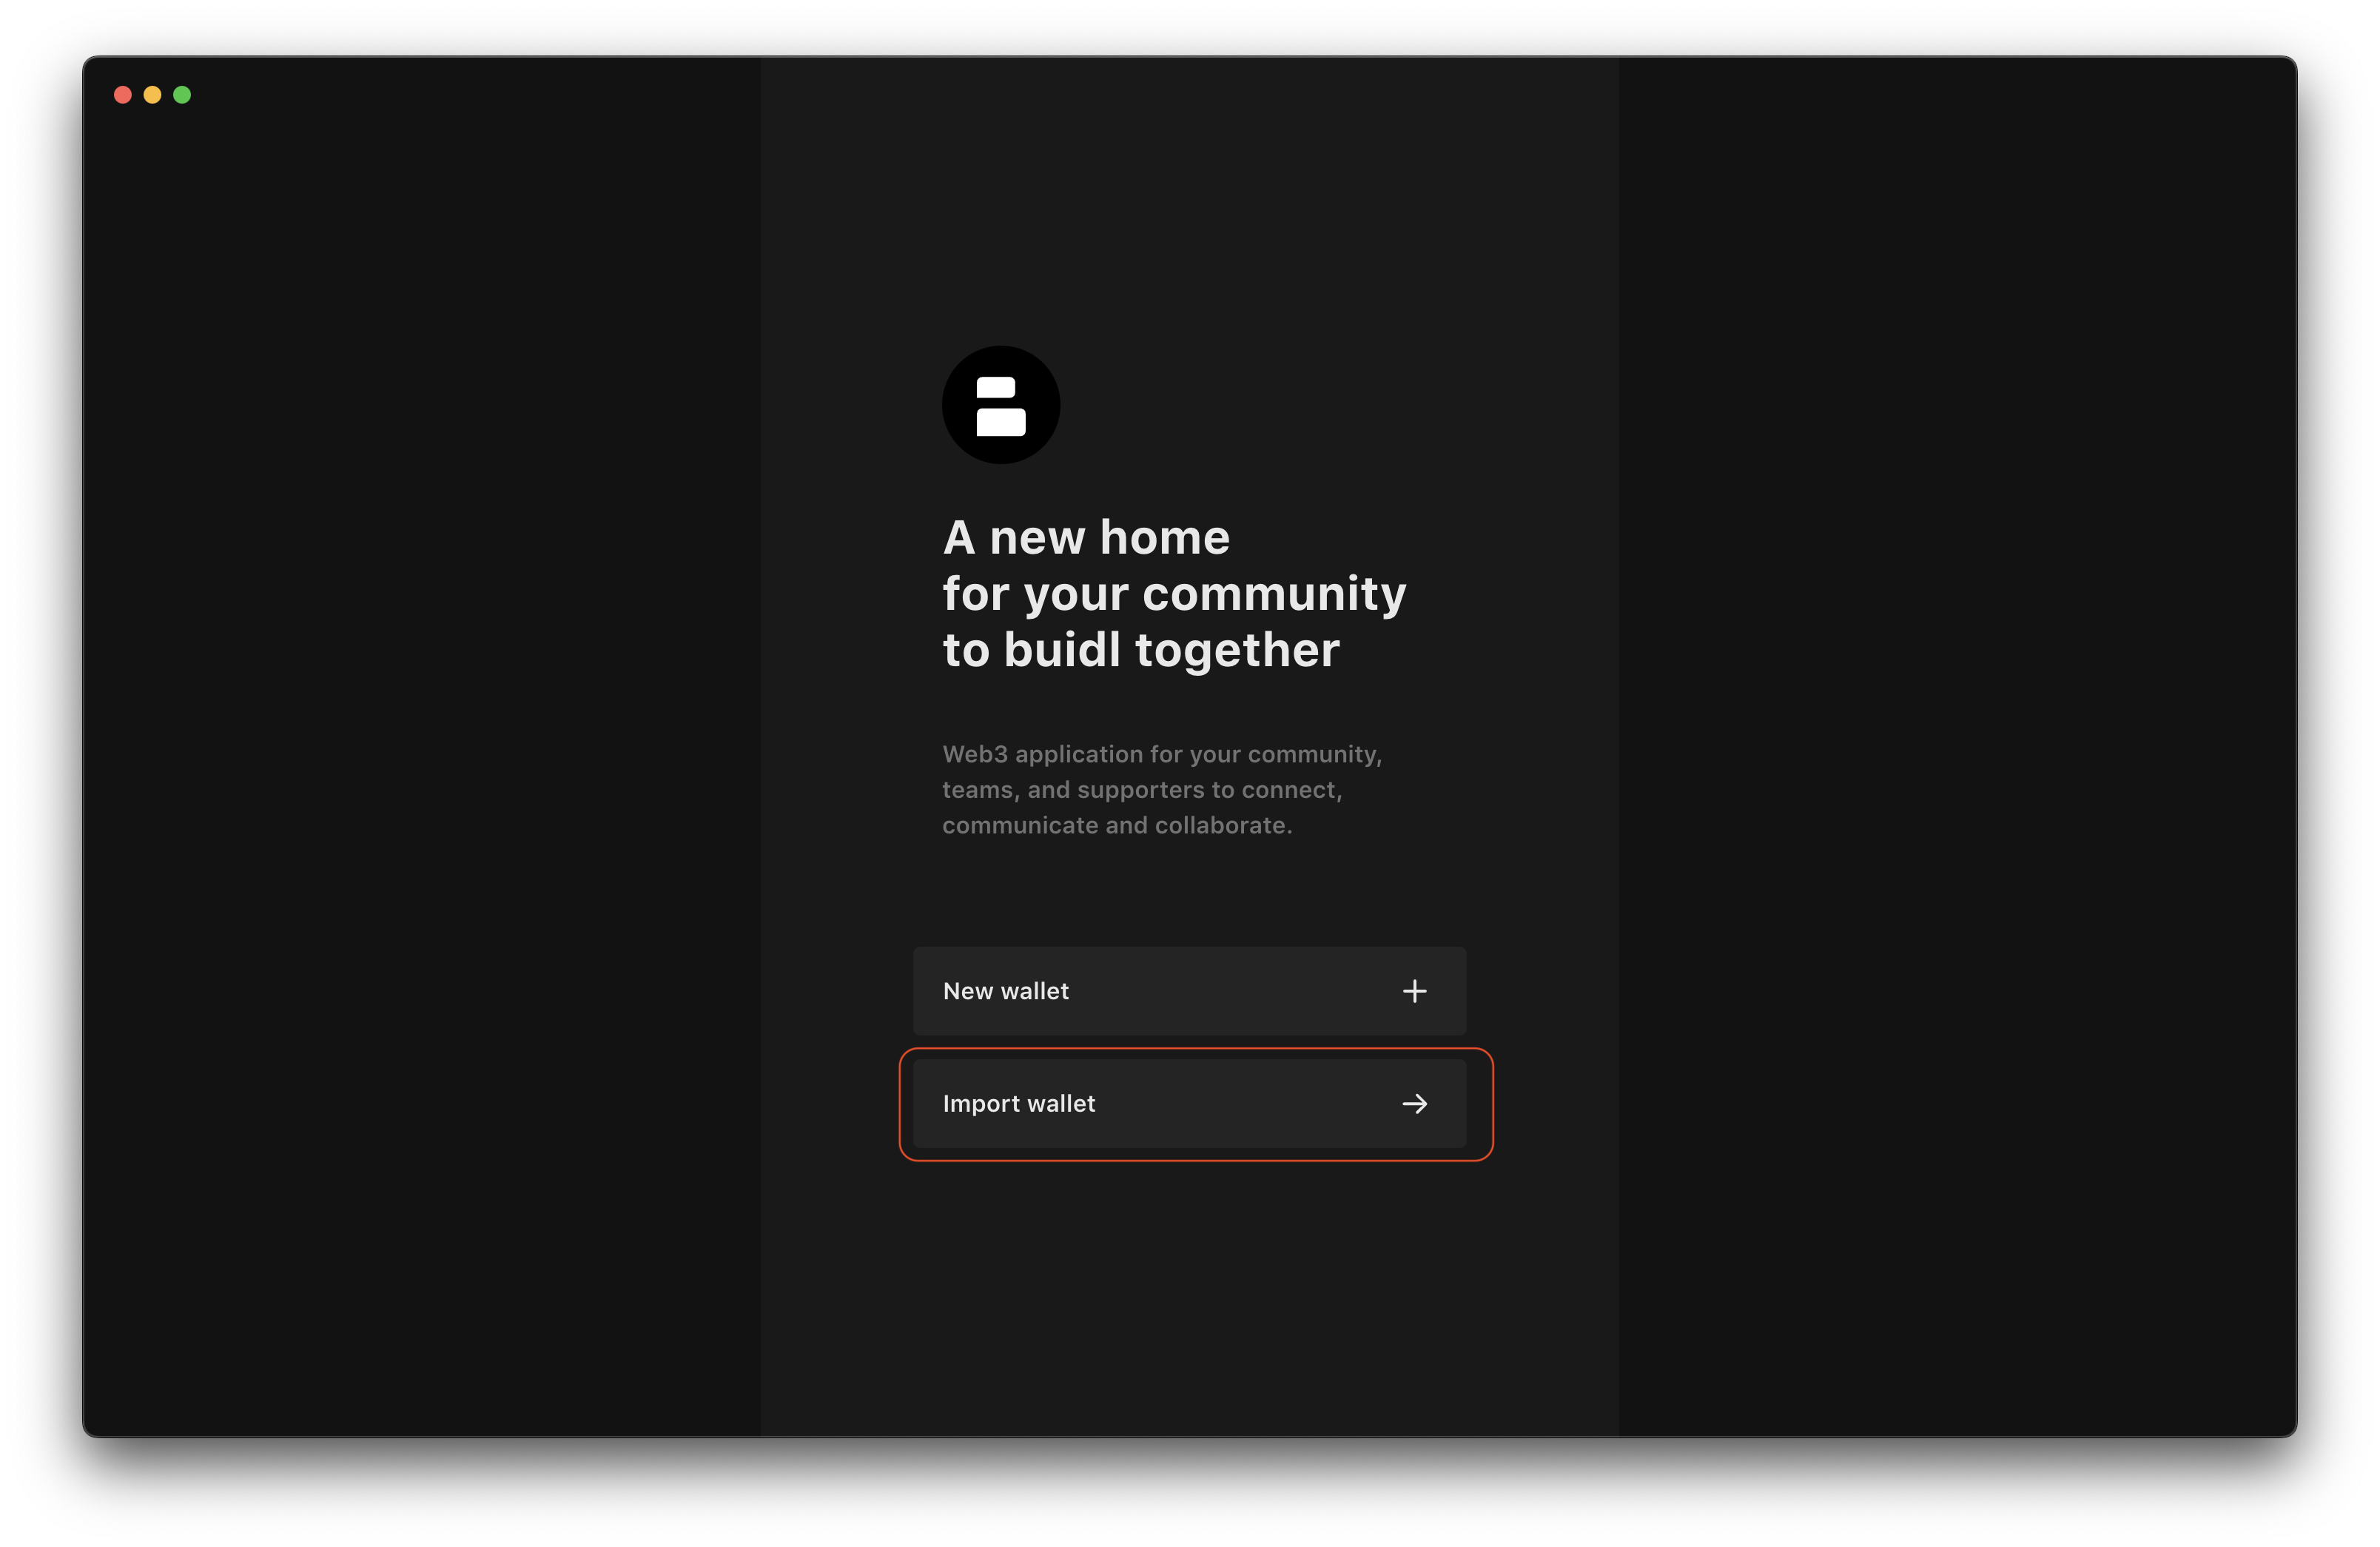 A new home
for your community
to buidl together
Web3 application for your community,
teams, and supporters to connect,
communicate and collaborate.
New wallet
Import wallet